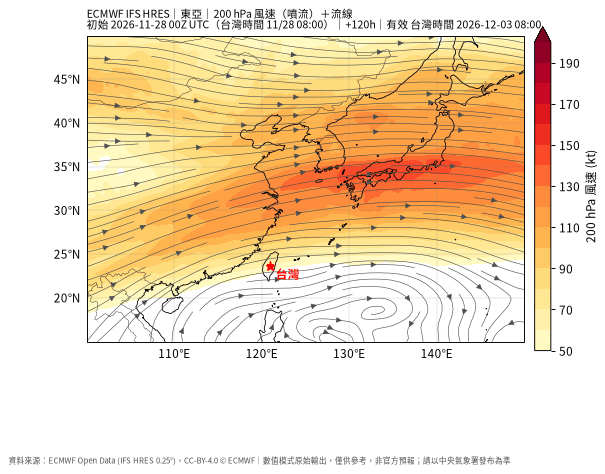 ECMWF IFS HRES｜東亞｜200 hPa 風速（噴流）＋流線
初始 2026-11-28 00Z UTC（台灣時間 11/28 08:00）｜+120h｜有效 台灣時間 2026-12-03 08:00
45°N
40°N
35°N
30°N
25°N
20°N
110°E
120°E
130°E
140°E
台灣
190
170
150
130
110
90
70
50
200 hPa 風速 (kt)
資料來源：ECMWF Open Data (IFS HRES 0.25°)，CC-BY-4.0 © ECMWF｜數值模式原始輸出，僅供參考，非官方預報；請以中央氣象署發布為準